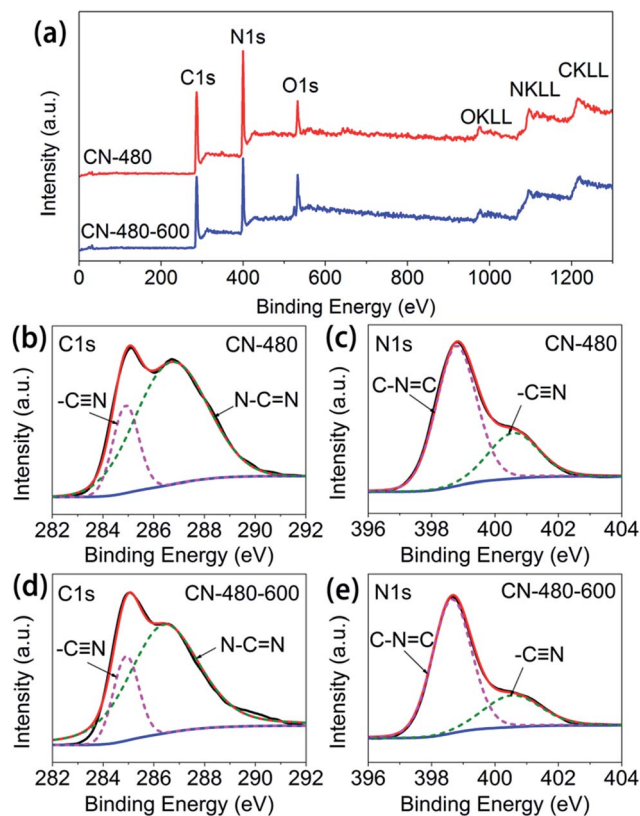 (a)
Intensity (a.u.)
C1s
N1s
O1s
OKLL
NKLL
CKLL
CN-480
CN-480-600
0 200 400 600 800 1000 1200
Binding Energy (eV)
(b)
C1s
CN-480
-C≡N
N-C=N
Intensity (a.u.)
282 284 286 288 290 292
Binding Energy (eV)
(c)
N1s
CN-480
C-N=C
-C≡N
Intensity (a.u.)
396 398 400 402 404
Binding Energy (eV)
(d)
C1s
CN-480-600
-C≡N
N-C=N
Intensity (a.u.)
282 284 286 288 290 292
Binding Energy (eV)
(e)
N1s
CN-480-600
C-N=C
-C≡N
Intensity (a.u.)
396 398 400 402 404
Binding Energy (eV)